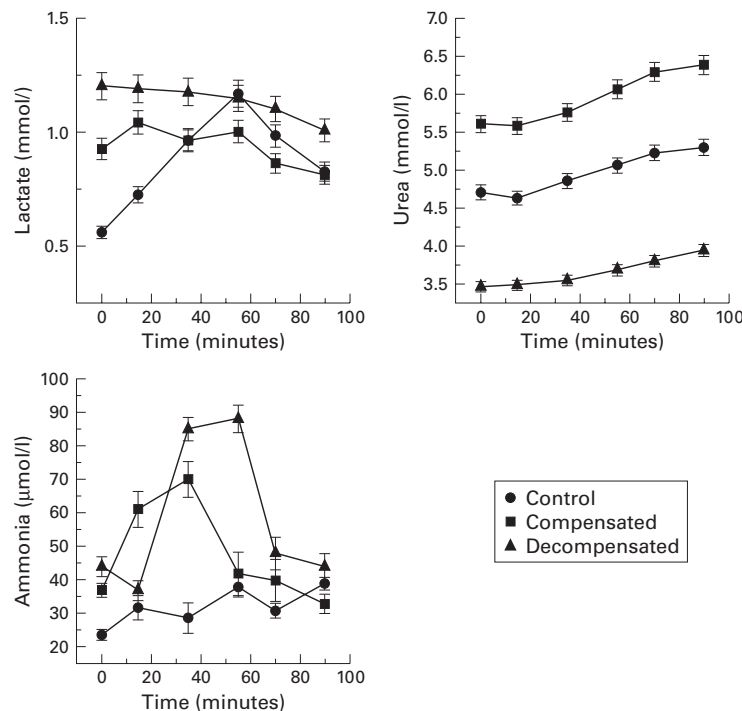 1.5
1.0
0.5
Lactate (mmol/)
0 20 40 60 80 100
Time (minutes)
7.0
6.5
6.0
5.5
5.0
4.5
4.0
3.5
Urea (mmol/l)
0 20 40 60 80 100
Time (minutes)
100
90
80
70
60
50
40
30
20
Ammonia (μmol/l)
0 20 40 60 80 100
Time (minutes)
Control
Compensated
Decompensated